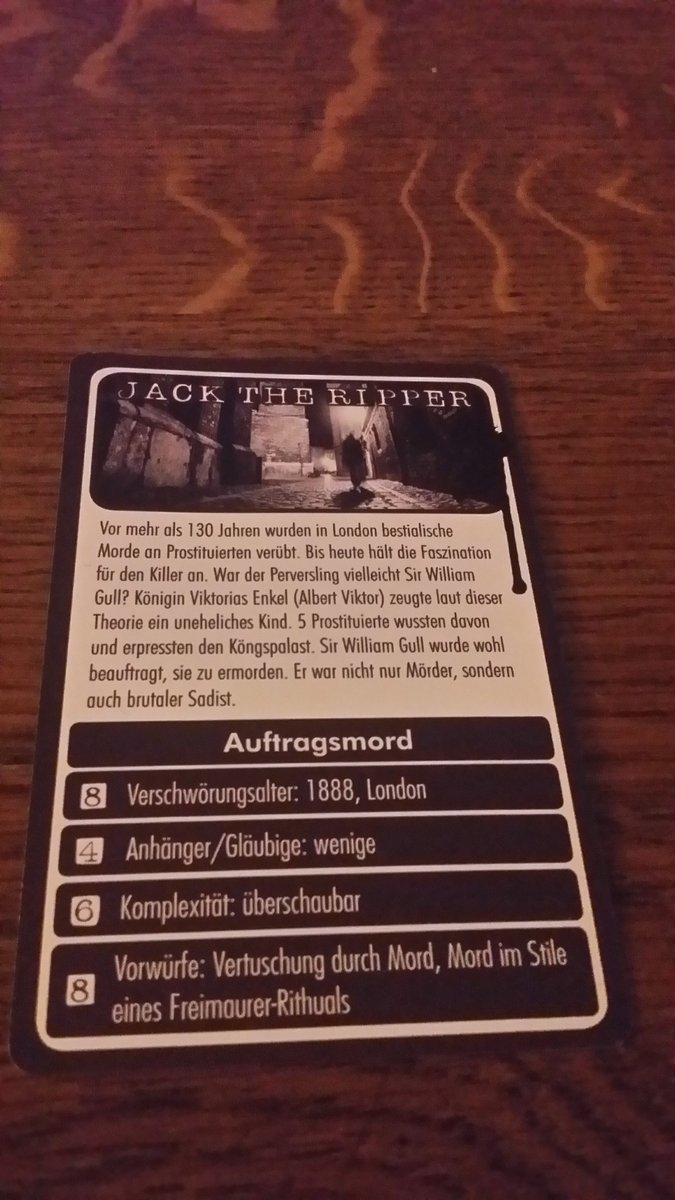 JACK THE RIPPER
Vor mehr als 130 Jahren wurden in London bestialische
Morde an Prostituierten verübt. Bis heute hält die Faszination
für den Killer an. War der Perversling vielleicht Sir William
Gull? Königin Viktorias Enkel (Albert Viktor) zeugte laut dieser
Theorie ein uneheliches Kind. 5 Prostituierte wussten davon
und erpressten den Köngspalast. Sir William Gull wurde wohl
beauftragt, sie zu ermorden. Er war nicht nur Mörder, sondern
auch brutaler Sadist.
Auftragsmord
8 Verschwörungsalter: 1888, London
4 Anhänger/Gläubige: wenige
6 Komplexität: überschaubar
8 Vorwürfe: Vertuschung durch Mord, Mord im Stile
eines Freimaurer-Rithuals